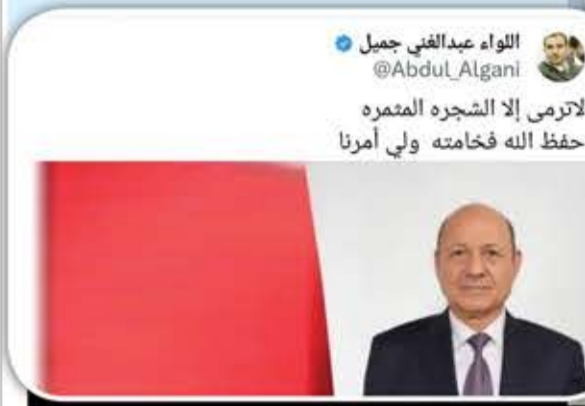 اللواء عبدالغني جميل
@Abdul_Algani
لاترمى إلا الشجره المثمره
حفظ الله فخامته ولي أمرنا